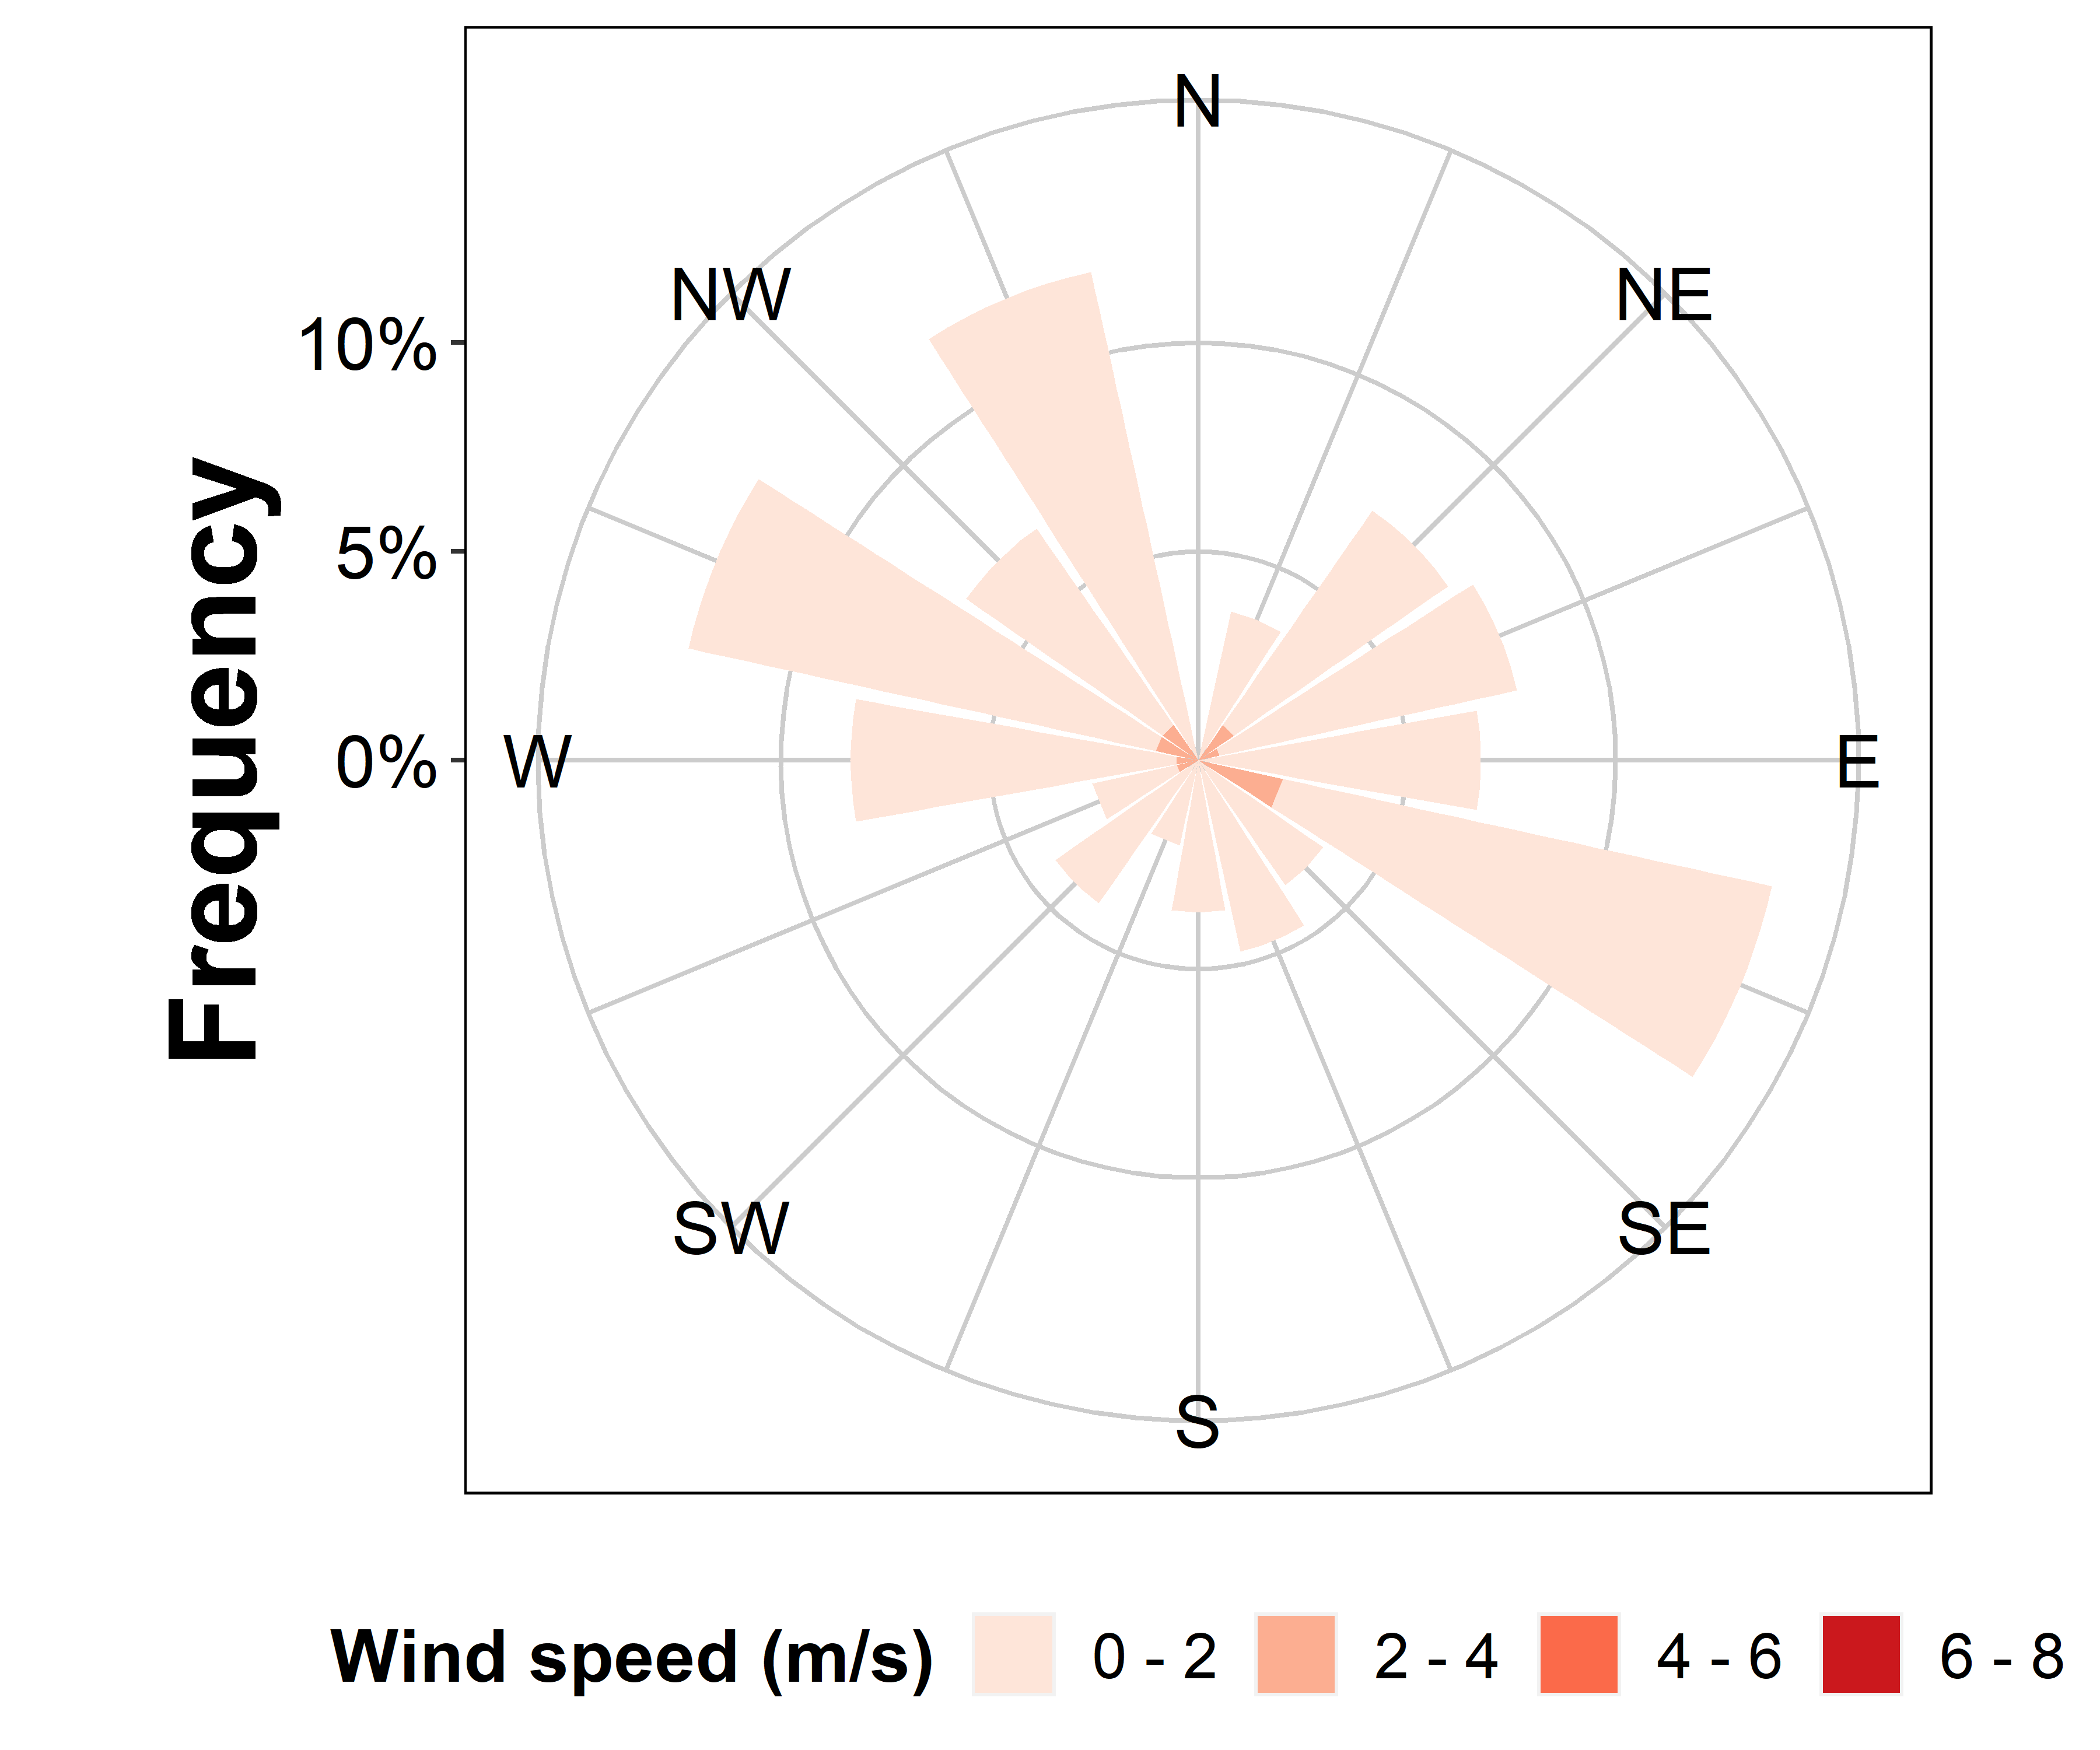 N
NW
NE
10%
5%
0%
W
E
SW
SE
S
Frequency
Wind speed (m/s)
0 - 2
2 - 4
4 - 6
6 - 8